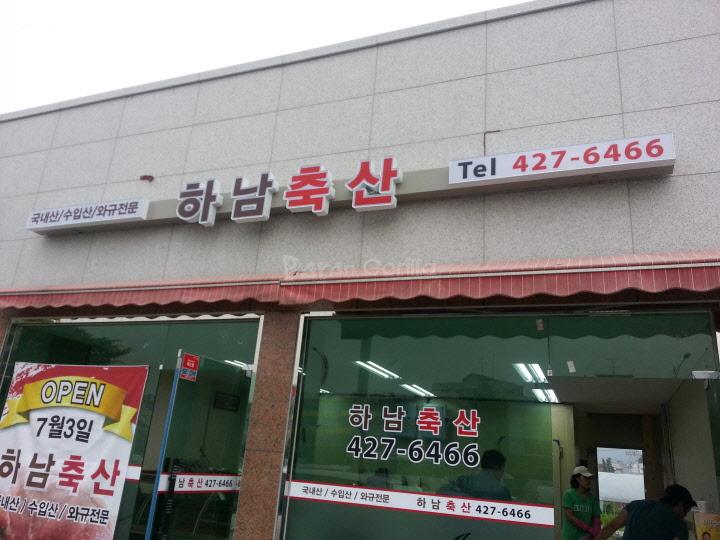 국내산/수입산/와규전문
하남축산
Tel 427-6466
하남축산
427-6466
국내산 / 수입산 / 와규전문 하남축산 427-6466
남축산 427-6466
OPEN
7월3일
하남축산
국내산 / 수입산 / 와규전문